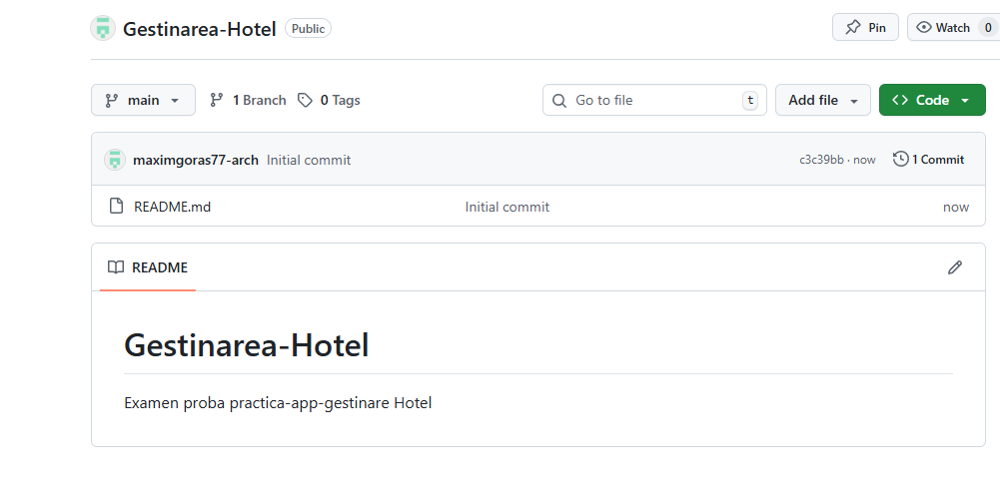 Gestinarea-Hotel Public Pin Watch 0
main 1 Branch 0 Tags Go to file t Add file Code
maximgoras77-arch Initial commit c3c39bb · now 1 Commit
README.md Initial commit now
README
Gestinarea-Hotel
Examen proba practica-app-gestinare Hotel